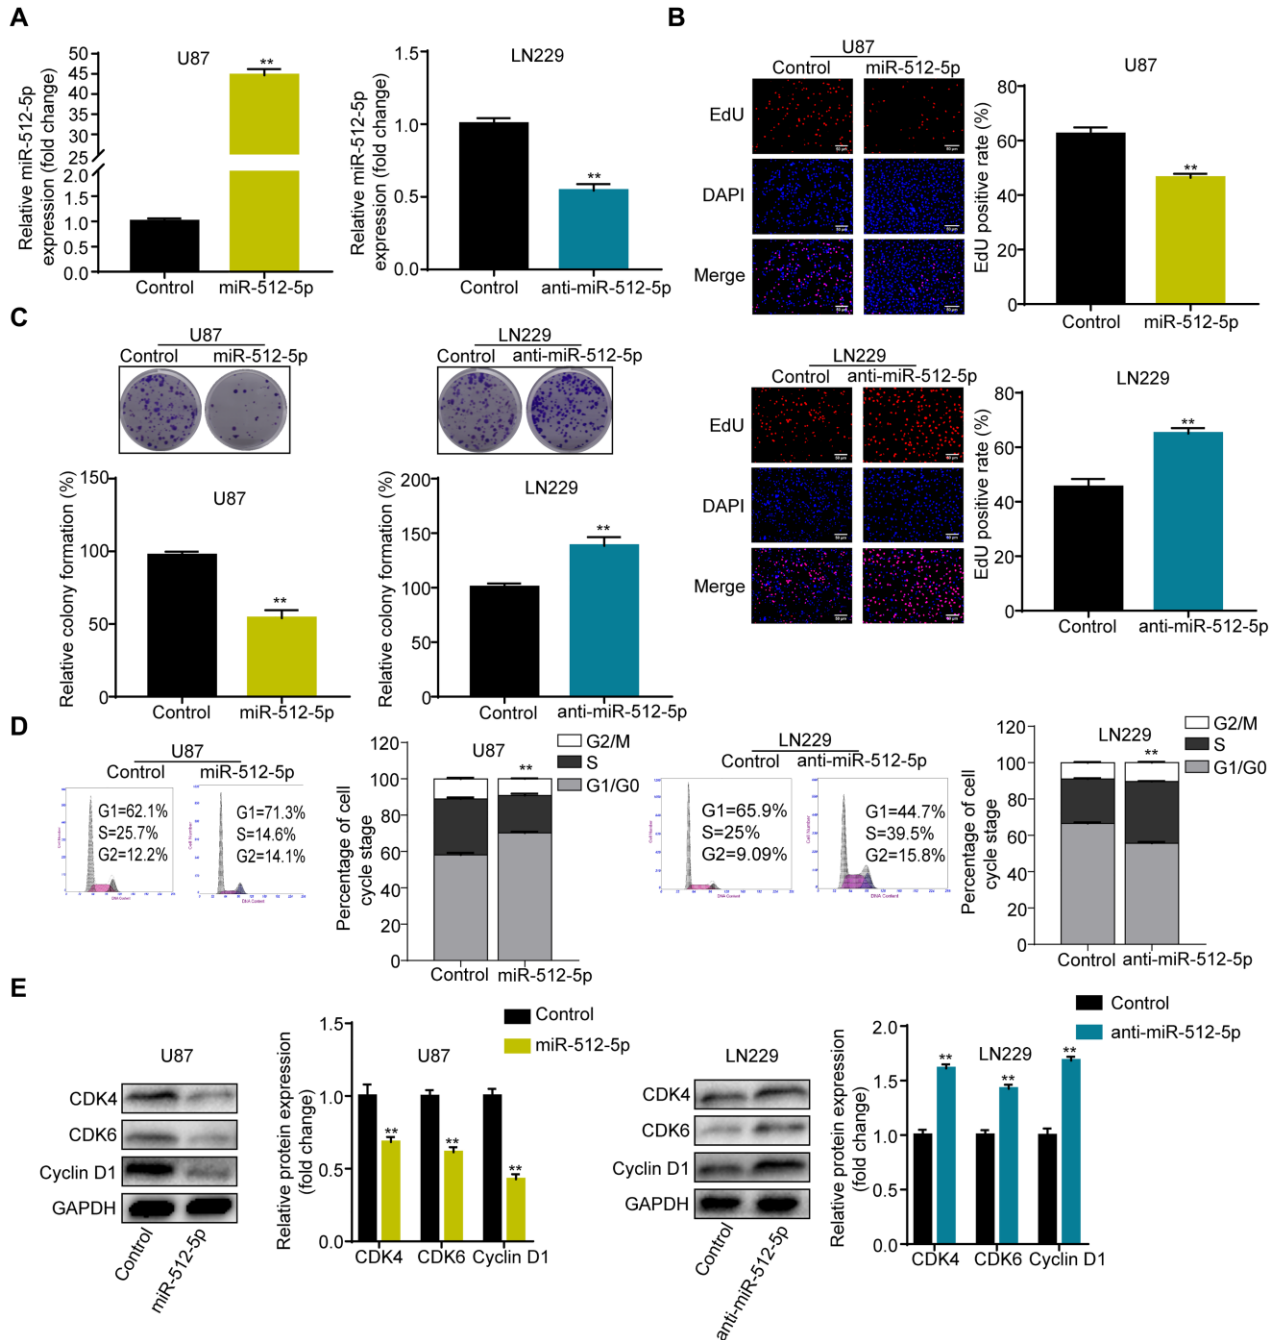 A
U87
Relative miR-512-5p
expression (fold change)
50
45
40
35
30
25
2.0
1.5
1.0
0.5
0.0
**
Control
miR-512-5p
LN229
Relative miR-512-5p
expression (fold change)
1.5
1.0
0.5
0.0
**
Control
anti-miR-512-5p
B
U87
Control
miR-512-5p
EdU
DAPI
Merge
U87
EdU positive rate (%)
80
60
40
20
0
**
Control
miR-512-5p
LN229
Control
anti-miR-512-5p
EdU
DAPI
Merge
LN229
EdU positive rate (%)
80
60
40
20
0
**
Control
anti-miR-512-5p
C
U87
Control
miR-512-5p
LN229
Control
anti-miR-512-5p
Relative colony formation (%)
150
100
50
0
U87
**
Control
miR-512-5p
Relative colony formation (%)
200
150
100
50
0
LN229
**
Control
anti-miR-512-5p
D
U87
Control
miR-512-5p
G1=62.1%
S=25.7%
G2=12.2%
G1=71.3%
S=14.6%
G2=14.1%
DNA Content
DNA Content
Percentage of cell
cycle stage
120
100
80
60
40
20
0
U87
**
G2/M
S
G1/G0
Control
miR-512-5p
LN229
Control
anti-miR-512-5p
G1=65.9%
S=25%
G2=9.09%
G1=44.7%
S=39.5%
G2=15.8%
DNA Content
DNA Content
Percentage of cell
cycle stage
120
100
80
60
40
20
0
LN229
**
G2/M
S
G1/G0
Control
anti-miR-512-5p
E
U87
CDK4
CDK6
Cyclin D1
GAPDH
Control
miR-512-5p
Relative protein expression
(fold change)
1.5
1.0
0.5
0.0
Control
miR-512-5p
U87
**
**
**
CDK4
CDK6
Cyclin D1
LN229
CDK4
CDK6
Cyclin D1
GAPDH
Control
anti-miR-512-5p
Relative protein expression
(fold change)
2.0
1.5
1.0
0.5
0.0
Control
anti-miR-512-5p
LN229
**
**
**
CDK4
CDK6
Cyclin D1